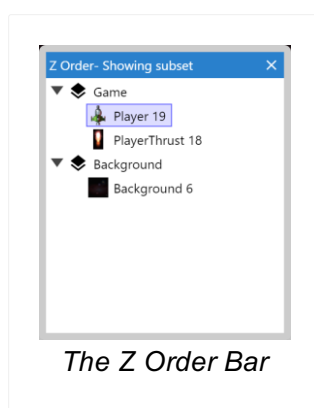 Z Order- Showing subset
Game
Player 19
PlayerThrust 18
Background
Background 6
The Z Order Bar